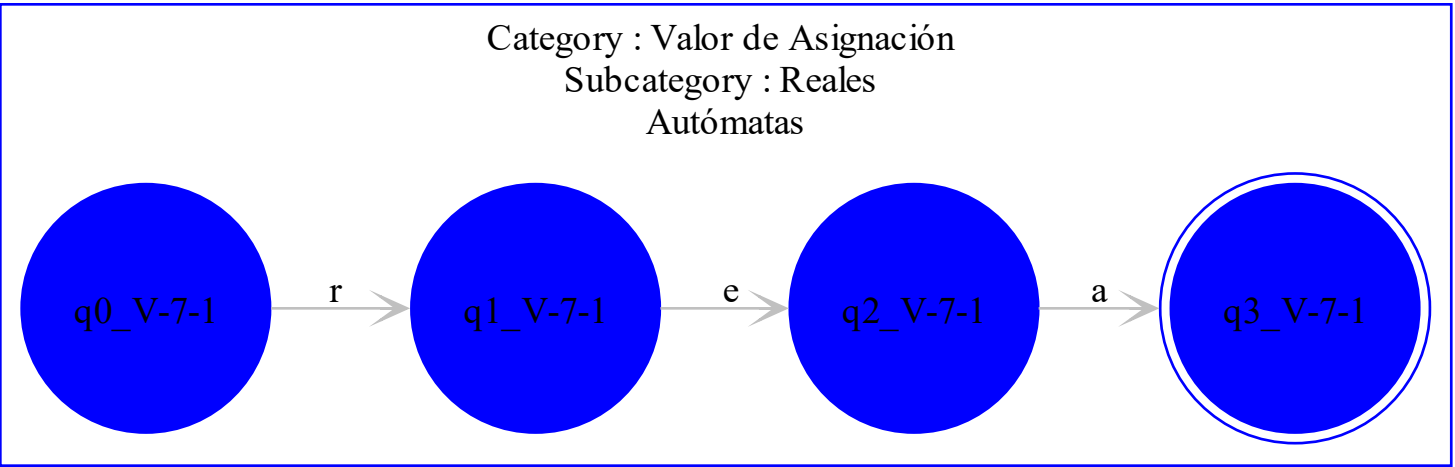 Category : Valor de Asignación
Subcategory : Reales
Autómatas
q0_V-7-1
r
q1_V-7-1
e
q2_V-7-1
a
q3_V-7-1